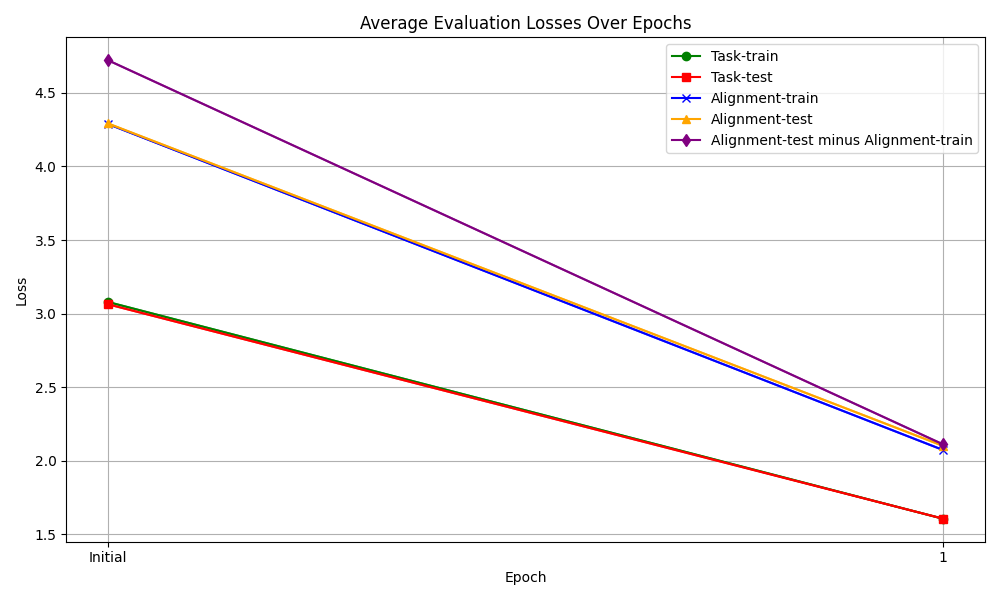 Average Evaluation Losses Over Epochs
Task-train
Task-test
Alignment-train
Alignment-test
Alignment-test minus Alignment-train
4.5
4.0
3.5
3.0
2.5
2.0
1.5
Loss
Initial
1
Epoch